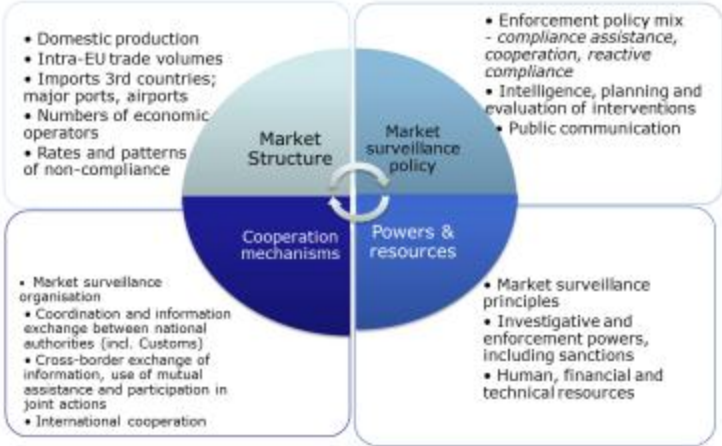 • Domestic production
• Intra-EU trade volumes
• Imports 3rd countries;
major ports, airports
• Numbers of economic
operators
• Rates and patterns
of non-compliance
Market
Structure
• Enforcement policy mix
- compliance assistance,
cooperation, reactive
compliance
• Intelligence, planning and
evaluation of interventions
• Public communication
Market
surveillance
policy
Cooperation
mechanisms
• Market surveillance
organisation
• Coordination and information
exchange between national
authorities (incl. Customs)
• Cross-border exchange of
information, use of mutual
assistance and participation in
joint actions
• International cooperation
Powers &
resources
• Market surveillance
principles
• Investigative and
enforcement powers,
including sanctions
• Human, financial and
technical resources